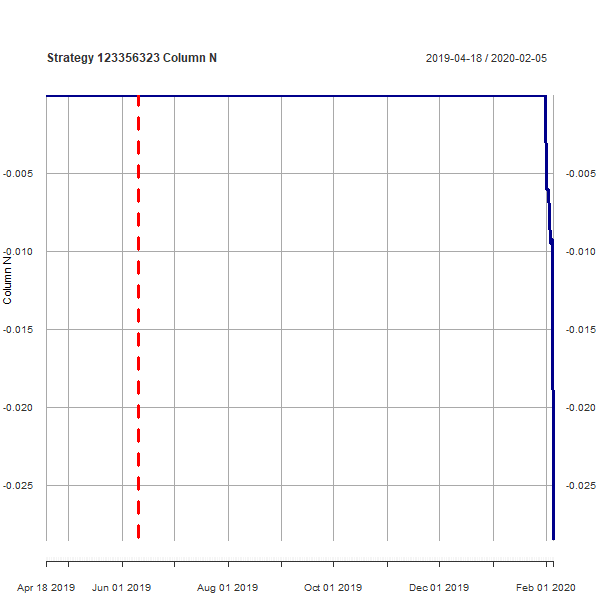 Strategy 123356323 Column N
2019-04-18 / 2020-02-05
-0.005
-0.005
-0.010
-0.010
Column N
-0.015
-0.015
-0.020
-0.020
-0.025
-0.025
Apr 18 2019
Jun 01 2019
Aug 01 2019
Oct 01 2019
Dec 01 2019
Feb 01 2020